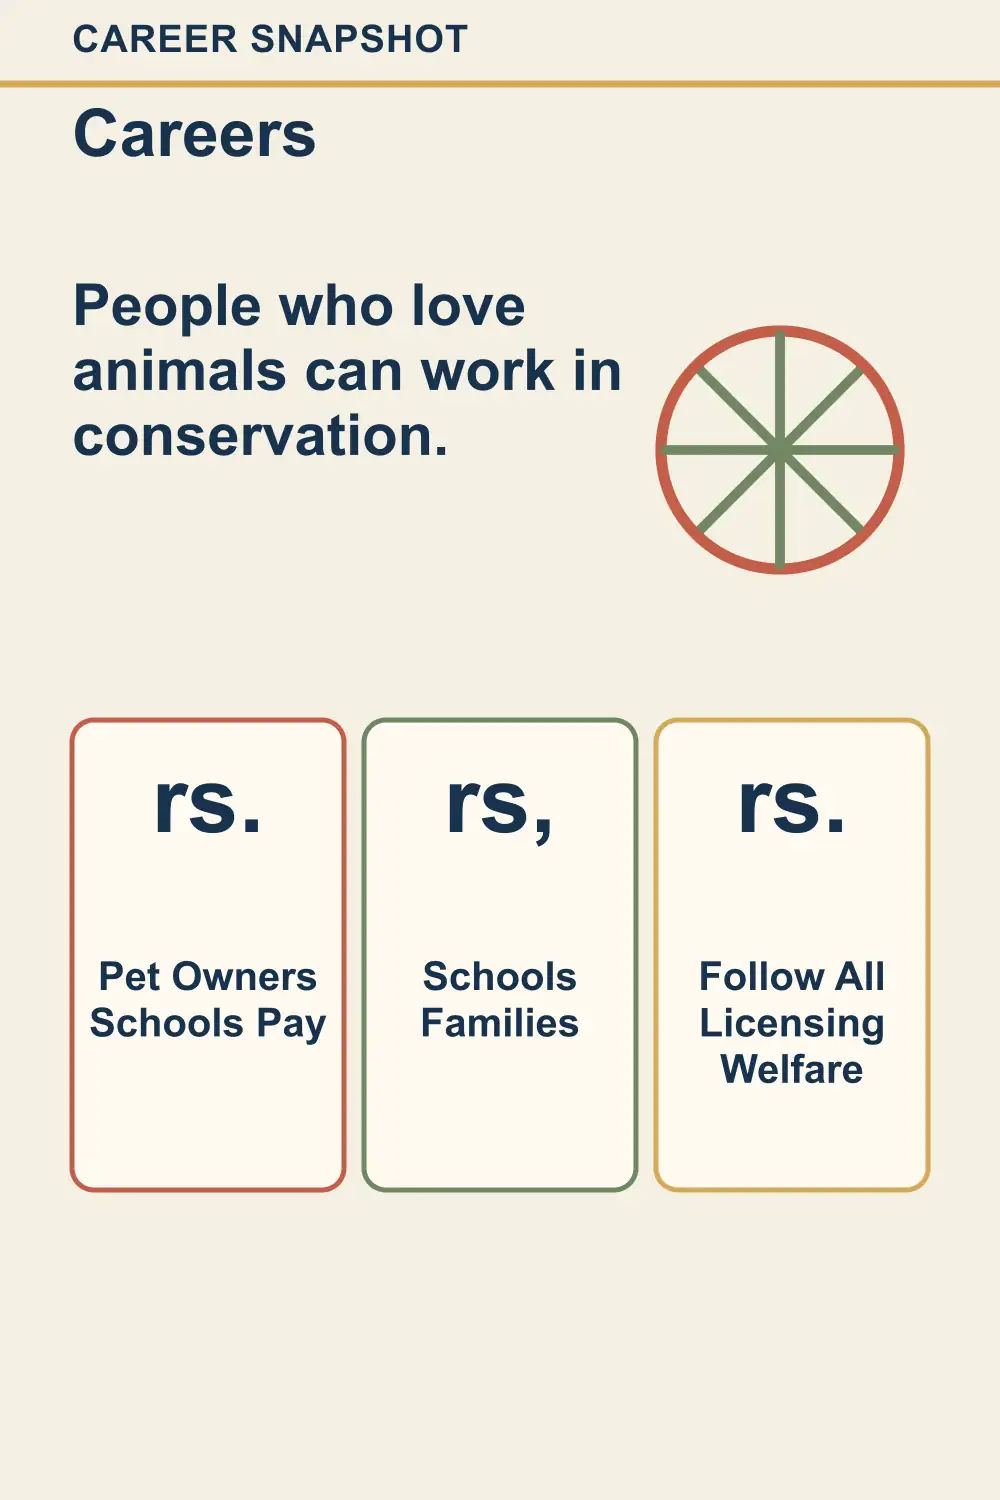 CAREER SNAPSHOT
Careers
People who love
animals can work in
conservation.
rs.
Pet Owners
Schools Pay
rs,
Schools
Families
rs.
Follow All
Licensing
Welfare